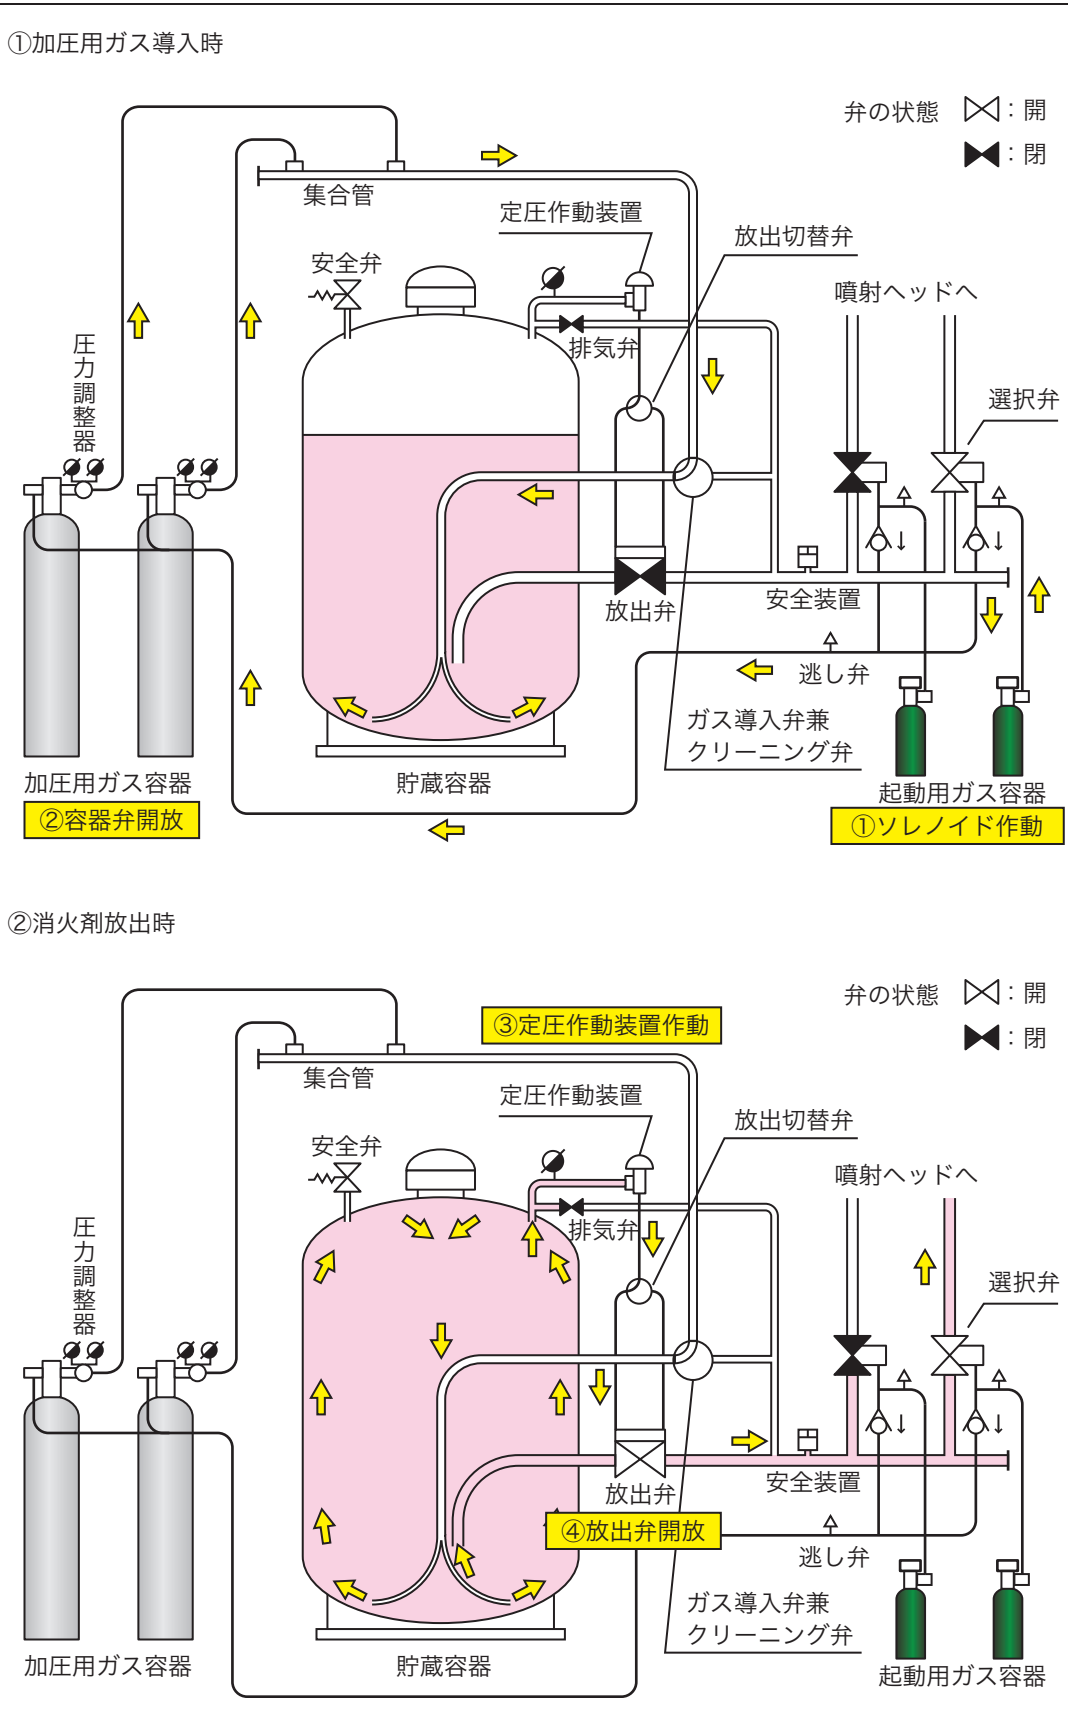 ①加圧用ガス導入時
弁の状態 ：開
：閉
集合管
定圧作動装置
放出切替弁
安全弁
噴射ヘッドへ
圧力調整器
排気弁
選択弁
放出弁
安全装置
逃し弁
ガス導入弁兼
クリーニング弁
加圧用ガス容器
貯蔵容器
起動用ガス容器
②容器弁開放
①ソレノイド作動
②消火剤放出時
弁の状態 ：開
：閉
③定圧作動装置作動
集合管
定圧作動装置
放出切替弁
安全弁
噴射ヘッドへ
圧力調整器
排気弁
選択弁
放出弁
安全装置
④放出弁開放
逃し弁
ガス導入弁兼
クリーニング弁
加圧用ガス容器
貯蔵容器
起動用ガス容器